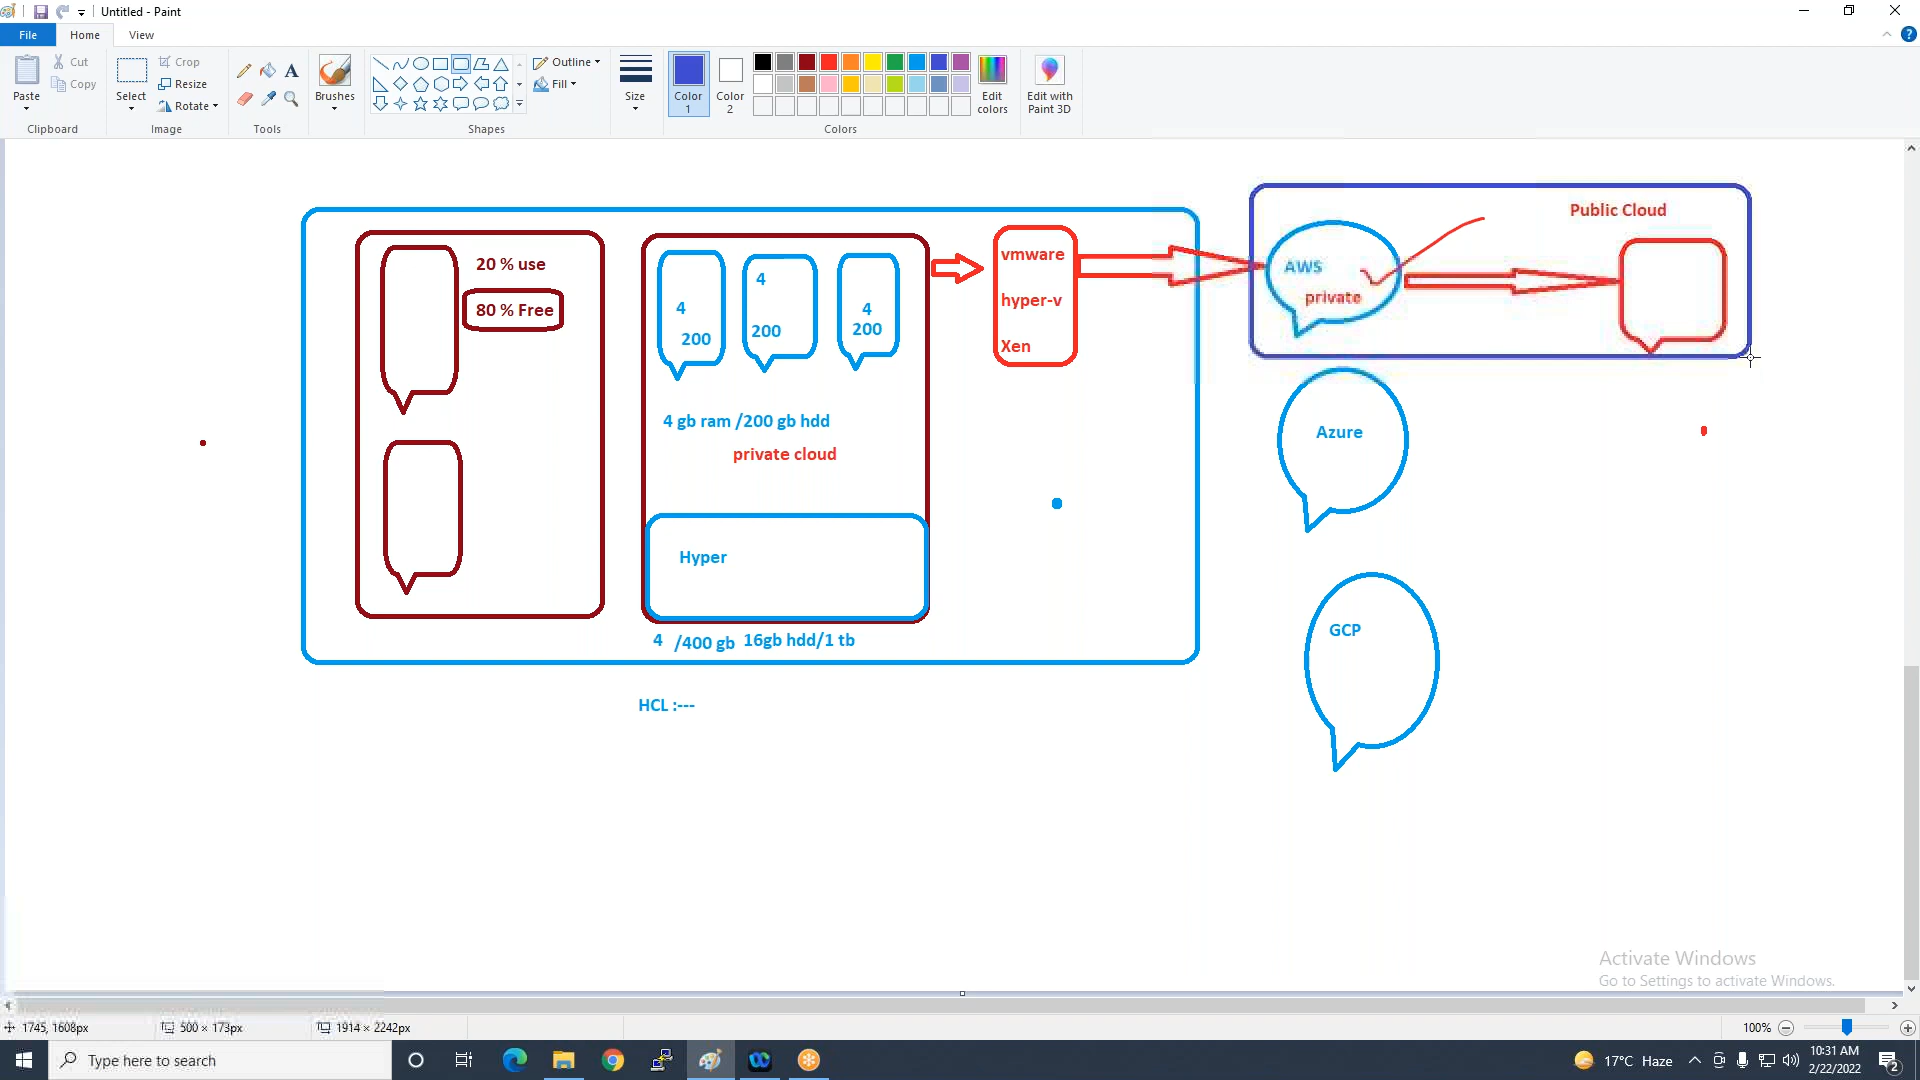 Untitled - Paint
File
Home
View
Paste
Cut
Copy
Clipboard
Select
Crop
Resize
Rotate
Image
Tools
Brushes
Shapes
Outline
Fill
Size
Color
1
Color
2
Colors
Edit
colors
Edit with
Paint 3D
20 % use
80 % Free
4
200
4
200
4
200
4 gb ram /200 gb hdd
private cloud
Hyper
4 /400 gb 16gb hdd/1 tb
HCL :---
vmware
hyper-v
Xen
Public Cloud
AWS
private
Azure
GCP
Activate Windows
Go to Settings to activate Windows.
1745, 1608px
500 × 173px
1914 × 2242px
100%
Type here to search
17°C Haze
10:31 AM
2/22/2022
2